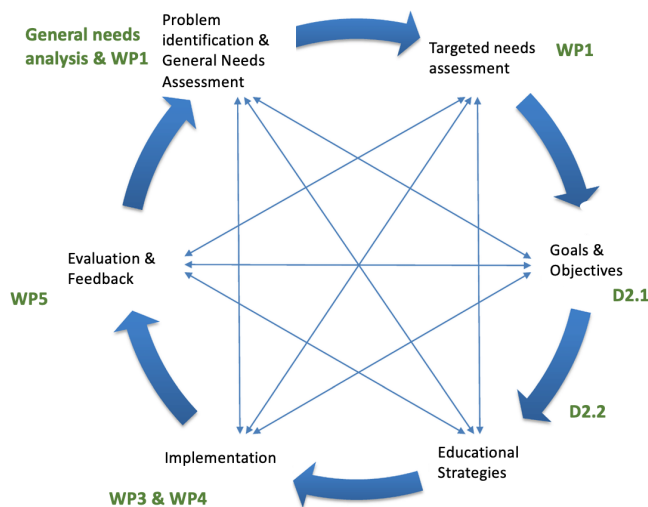 General needs
analysis & WP1
Problem
identification &
General Needs
Assessment
Targeted needs
assessment
WP1
Goals &
Objectives
D2.1
D2.2
Educational
Strategies
Implementation
WP3 & WP4
Evaluation &
Feedback
WP5